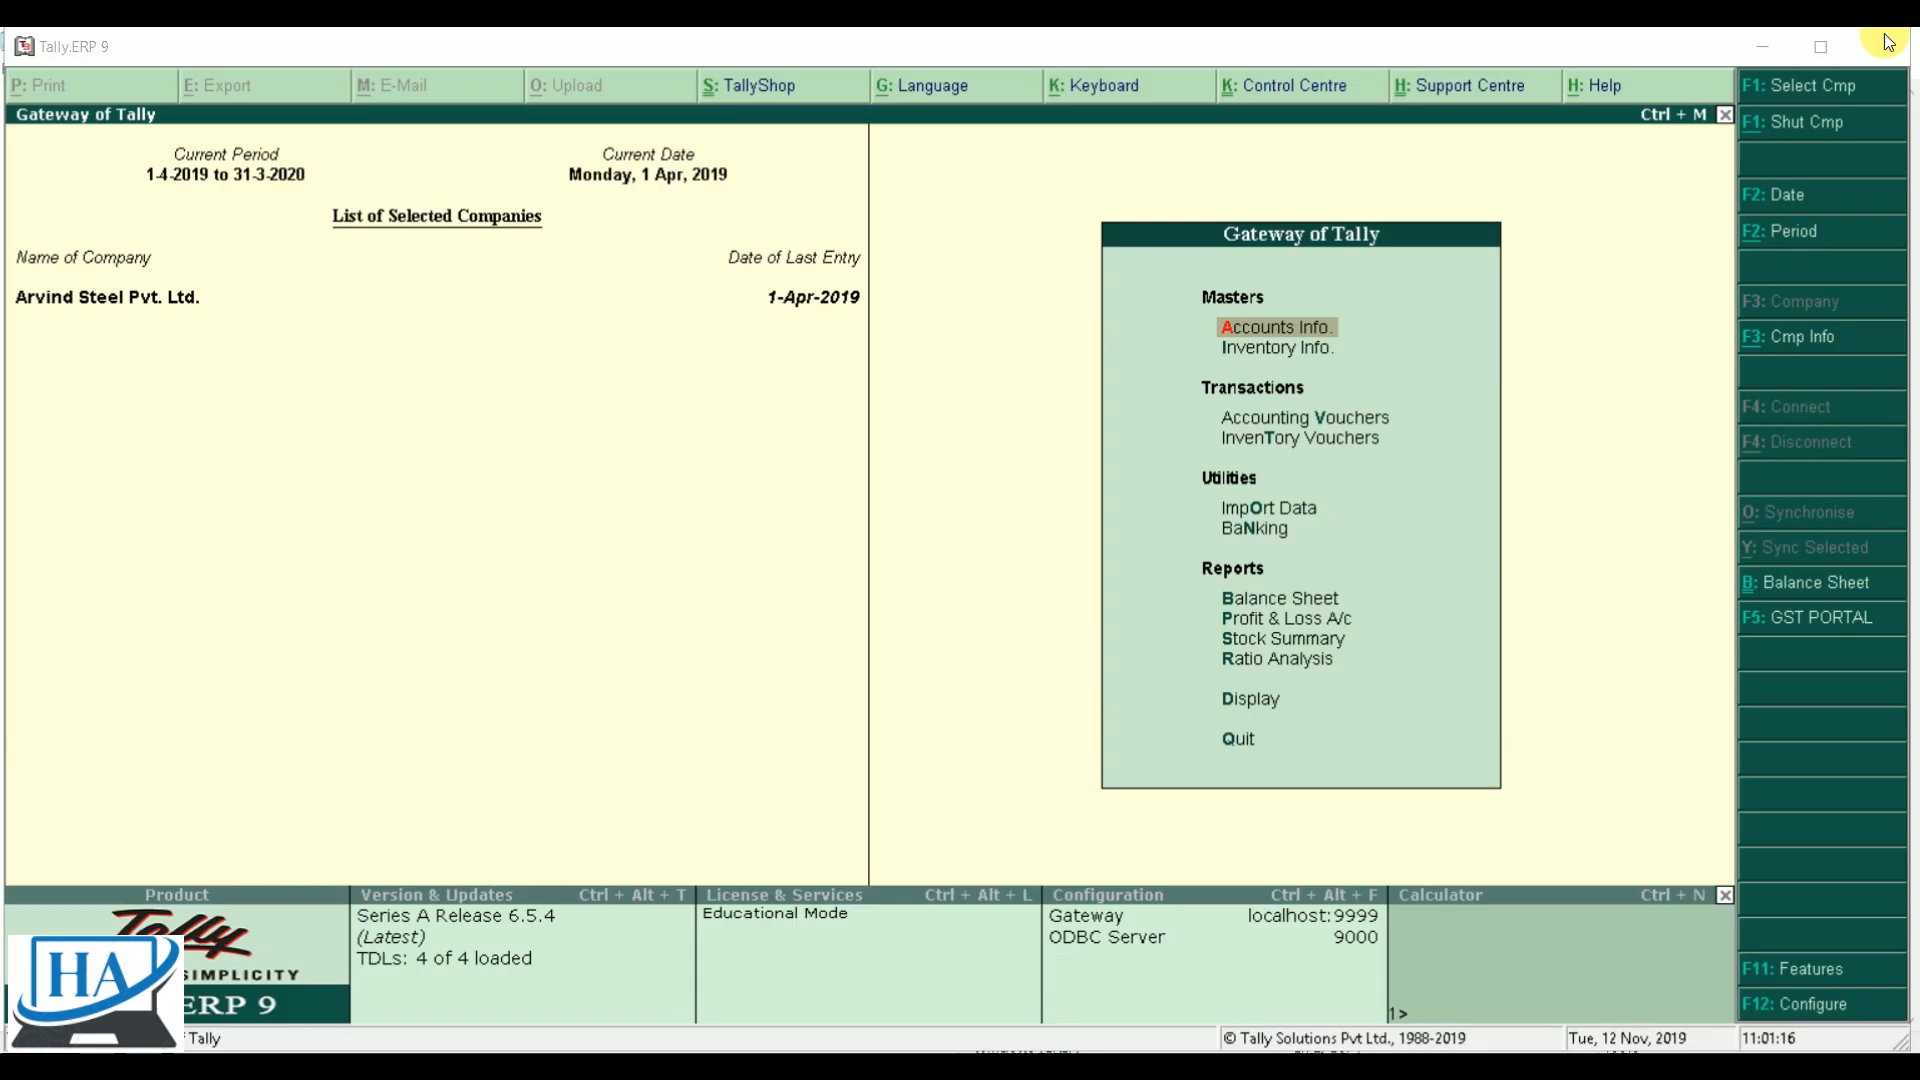 Tally.ERP 9
P: Print
E: Export
M: E-Mail
O: Upload
S: TallyShop
G: Language
K: Keyboard
K: Control Centre
H: Support Centre
H: Help
Gateway of Tally
Ctrl + M
Current Period
1-4-2019 to 31-3-2020
Current Date
Monday, 1 Apr, 2019
List of Selected Companies
Name of Company
Date of Last Entry
Arvind Steel Pvt. Ltd.
1-Apr-2019
Gateway of Tally
Masters
Accounts Info.
Inventory Info.
Transactions
Accounting Vouchers
InvenTory Vouchers
Utilities
ImpOrt Data
BaNking
Reports
Balance Sheet
Profit & Loss A/c
Stock Summary
Ratio Analysis
Display
Quit
F1: Select Cmp
F1: Shut Cmp
F2: Date
F2: Period
F3: Company
F3: Cmp Info
F4: Connect
F4: Disconnect
O: Synchronise
Y: Sync Selected
B: Balance Sheet
F5: GST PORTAL
F11: Features
F12: Configure
Product
Tally
SIMPLICITY
ERP 9
HA
Version & Updates Ctrl + Alt + T
Series A Release 6.5.4
(Latest)
TDLs: 4 of 4 loaded
License & Services Ctrl + Alt + L
Educational Mode
Configuration Ctrl + Alt + F
Gateway localhost:9999
ODBC Server 9000
Calculator Ctrl + N
1>
Tally
© Tally Solutions Pvt Ltd., 1988-2019
Tue, 12 Nov, 2019
11:01:16